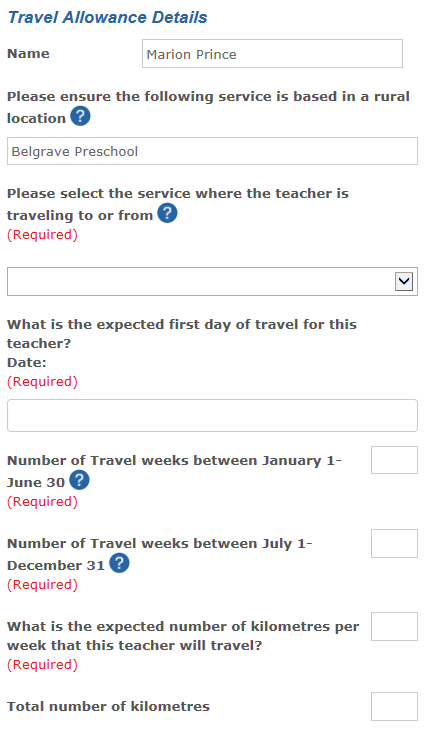 Travel Allowance Details
Name
Marion Prince
Please ensure the following service is based in a rural
location ?
Belgrave Preschool
Please select the service where the teacher is
traveling to or from ?
(Required)
What is the expected first day of travel for this
teacher?
Date:
(Required)
Number of Travel weeks between January 1-
June 30 ?
(Required)
Number of Travel weeks between July 1-
December 31 ?
(Required)
What is the expected number of kilometres per
week that this teacher will travel?
(Required)
Total number of kilometres